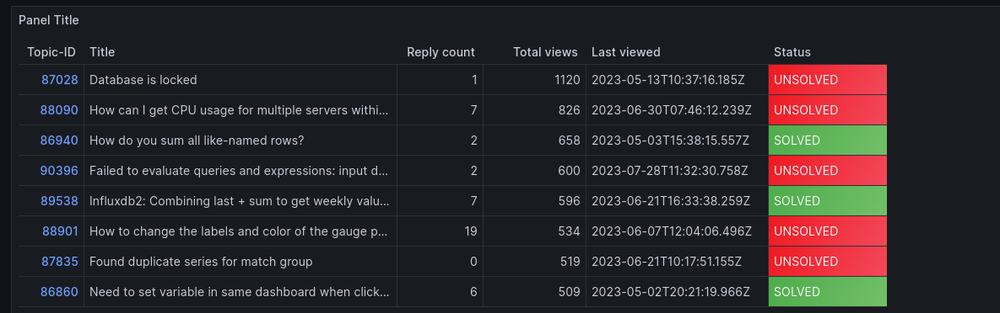 Panel Title
Topic-ID Title Reply count Total views Last viewed Status
87028 Database is locked 1 1120 2023-05-13T10:37:16.185Z UNSOLVED
88090 How can I get CPU usage for multiple servers withi... 7 826 2023-06-30T07:46:12.239Z UNSOLVED
86940 How do you sum all like-named rows? 2 658 2023-05-03T15:38:15.557Z SOLVED
90396 Failed to evaluate queries and expressions: input d... 2 600 2023-07-28T11:32:30.758Z UNSOLVED
89538 Influxdb2: Combining last + sum to get weekly valu... 7 596 2023-06-21T16:33:38.259Z SOLVED
88901 How to change the labels and color of the gauge p... 19 534 2023-06-07T12:04:06.496Z UNSOLVED
87835 Found duplicate series for match group 0 519 2023-06-21T10:17:51.155Z UNSOLVED
86860 Need to set variable in same dashboard when click... 6 509 2023-05-02T20:21:19.966Z SOLVED